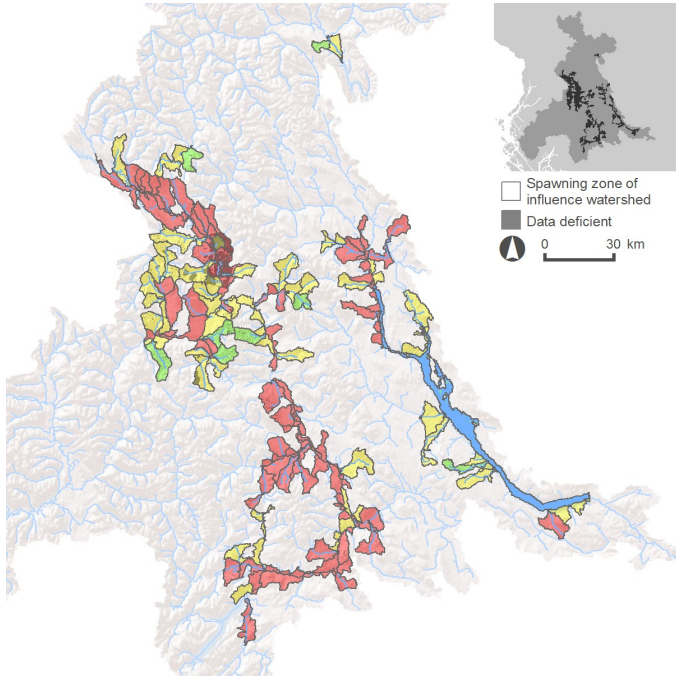 Spawning zone of
influence watershed
Data deficient
0 30 km